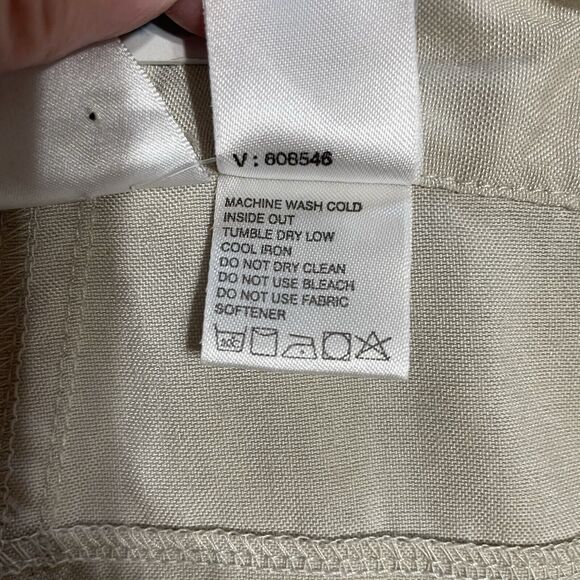 V: 808546
MACHINE WASH COLD
INSIDE OUT
TUMBLE DRY LOW
COOL IRON
DO NOT DRY CLEAN
DO NOT USE BLEACH
DO NOT USE FABRIC
SOFTENER
30C